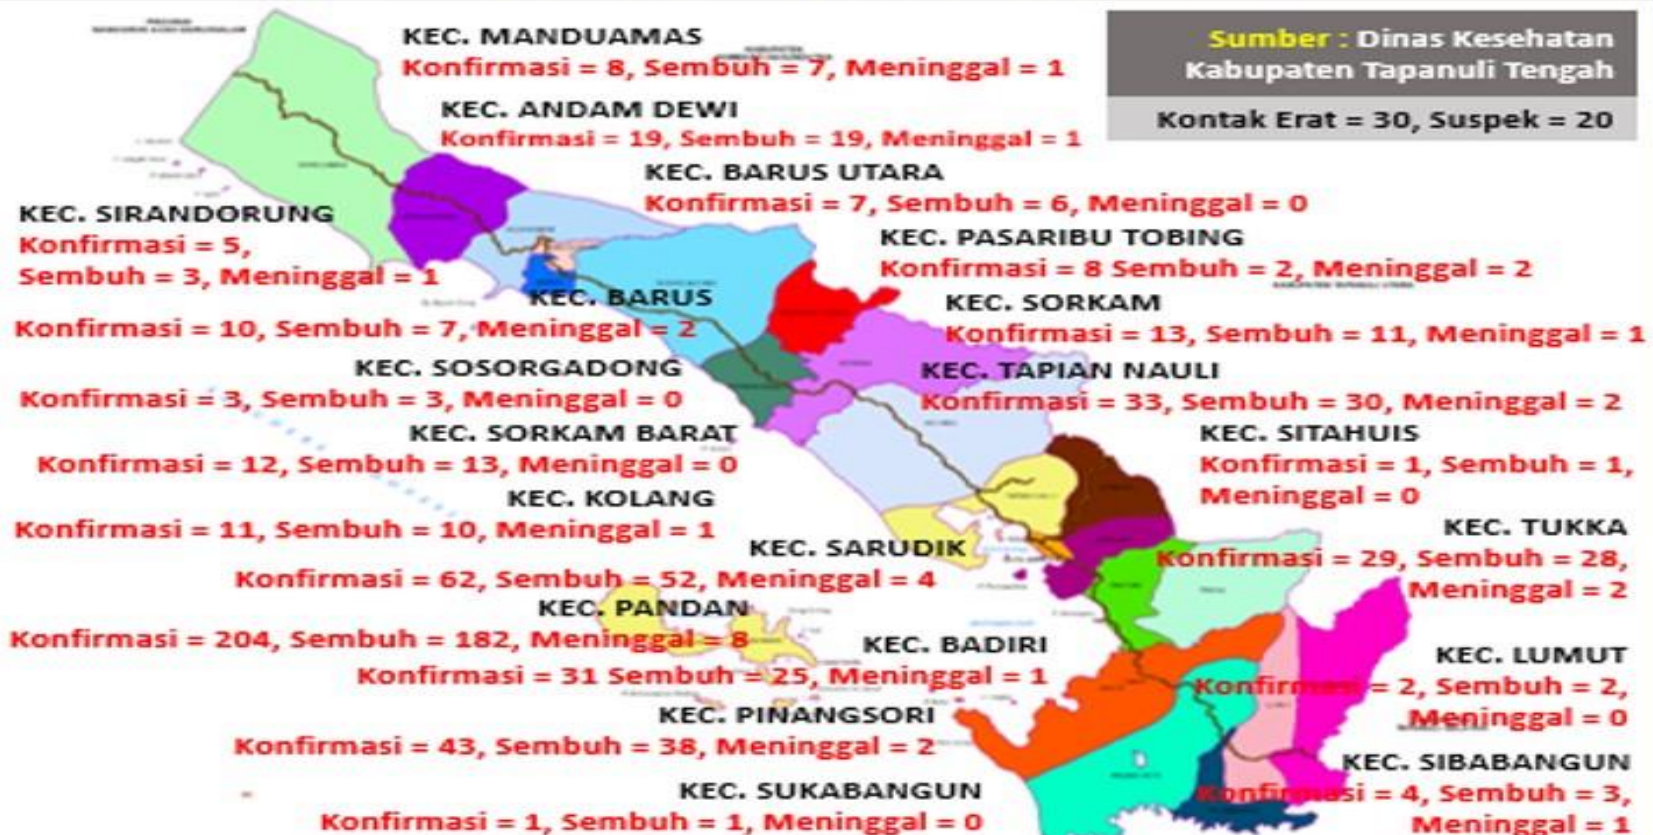 KEC. MANDUAMAS
Konfirmasi = 8, Sembuh = 7, Meninggal = 1
Sumber : Dinas Kesehatan
Kabupaten Tapanuli Tengah
Kontak Erat = 30, Suspek = 20
KEC. ANDAM DEWI
Konfirmasi = 19, Sembuh = 19, Meninggal = 1
KEC. BARUS UTARA
Konfirmasi = 7, Sembuh = 6, Meninggal = 0
KEC. SIRANDORUNG
Konfirmasi = 5,
Sembuh = 3, Meninggal = 1
KEC. PASARIBU TOBING
Konfirmasi = 8 Sembuh = 2, Meninggal = 2
KEC. BARUS
Konfirmasi = 10, Sembuh = 7, Meninggal = 2
KEC. SORKAM
Konfirmasi = 13, Sembuh = 11, Meninggal = 1
KEC. SOSORGADONG
Konfirmasi = 3, Sembuh = 3, Meninggal = 0
KEC. TAPIAN NAULI
Konfirmasi = 33, Sembuh = 30, Meninggal = 2
KEC. SORKAM BARAT
Konfirmasi = 12, Sembuh = 13, Meninggal = 0
KEC. SITAHUIS
Konfirmasi = 1, Sembuh = 1,
Meninggal = 0
KEC. KOLANG
Konfirmasi = 11, Sembuh = 10, Meninggal = 1
KEC. TUKKA
Konfirmasi = 29, Sembuh = 28,
Meninggal = 2
KEC. SARUDIK
Konfirmasi = 62, Sembuh = 52, Meninggal = 4
KEC. PANDAN
Konfirmasi = 204, Sembuh = 182, Meninggal = 8
KEC. BADIRI
Konfirmasi = 31 Sembuh = 25, Meninggal = 1
KEC. LUMUT
Konfirmasi = 2, Sembuh = 2,
Meninggal = 0
KEC. PINANGSORI
Konfirmasi = 43, Sembuh = 38, Meninggal = 2
KEC. SIBABANGUN
Konfirmasi = 4, Sembuh = 3,
Meninggal = 1
KEC. SUKABANGUN
Konfirmasi = 1, Sembuh = 1, Meninggal = 0